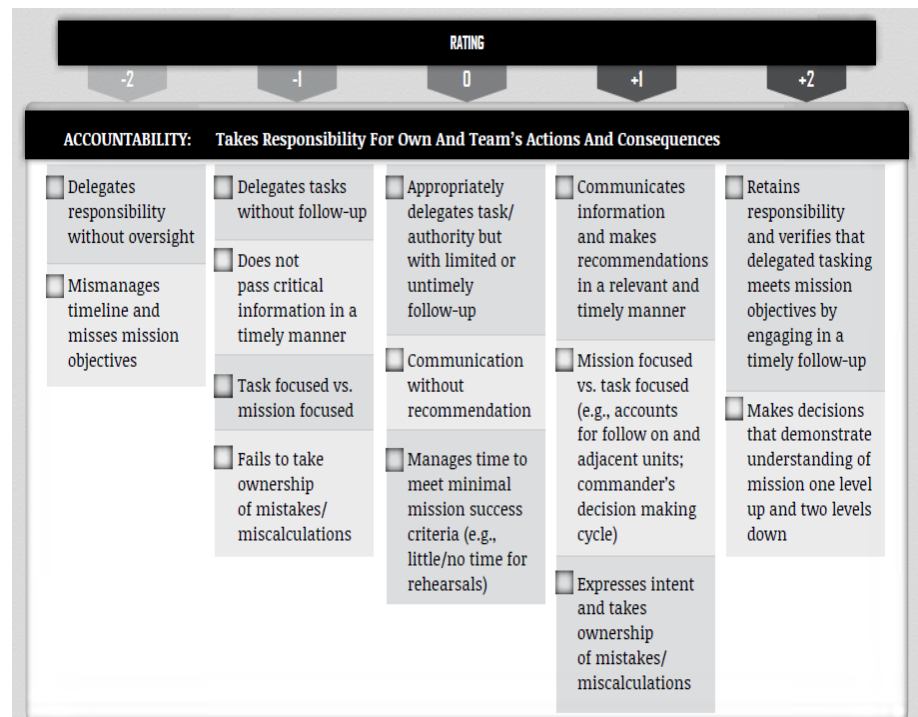 RATING
-2
-1
0
+1
+2
ACCOUNTABILITY: Takes Responsibility For Own And Team's Actions And Consequences
Delegates
responsibility
without oversight
Mismanages
timeline and
misses mission
objectives
Delegates tasks
without follow-up
Does not
pass critical
information in a
timely manner
Task focused vs.
mission focused
Fails to take
ownership
of mistakes/
miscalculations
Appropriately
delegates task/
authority but
with limited or
untimely
follow-up
Communication
without
recommendation
Manages time to
meet minimal
mission success
criteria (e.g.,
little/no time for
rehearsals)
Communicates
information
and makes
recommendations
in a relevant and
timely manner
Mission focused
vs. task focused
(e.g., accounts
for follow on and
adjacent units;
commander's
decision making
cycle)
Expresses intent
and takes
ownership
of mistakes/
miscalculations
Retains
responsibility
and verifies that
delegated tasking
meets mission
objectives by
engaging in a
timely follow-up
Makes decisions
that demonstrate
understanding of
mission one level
up and two levels
down